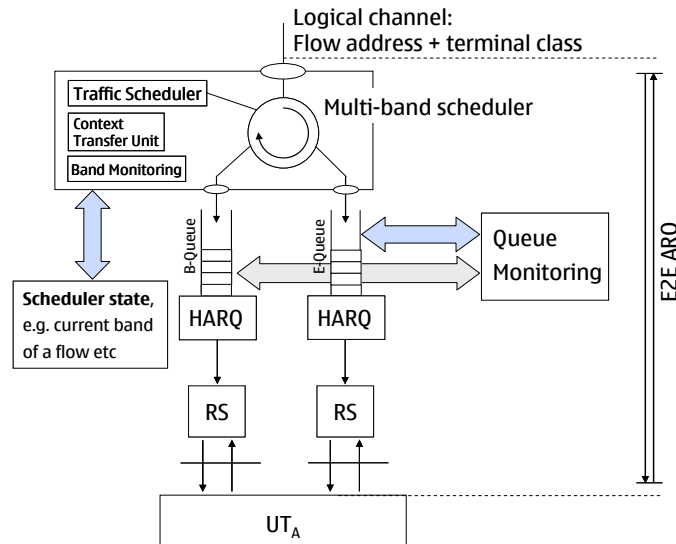 Logical channel:
Flow address + terminal class
Traffic Scheduler
Multi-band scheduler
Context
Transfer Unit
Band Monitoring
B-Queue
E-Queue
Queue
Monitoring
E2E ARQ
Scheduler state,
e.g. current band
of a flow etc
HARQ
HARQ
RS
RS
UTA